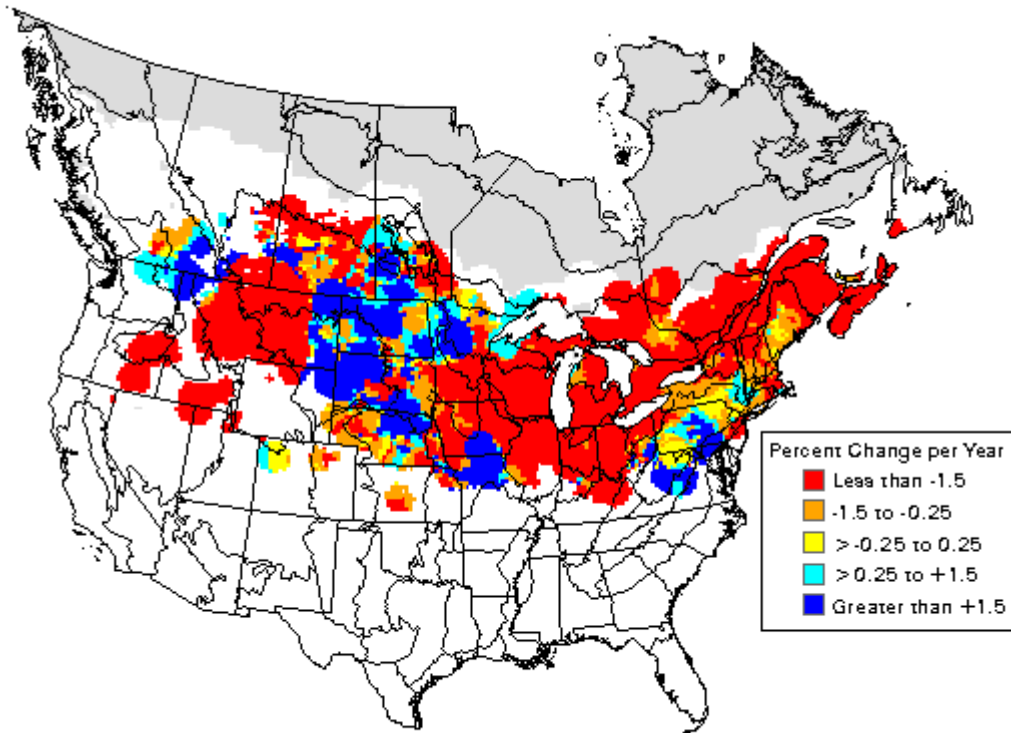 Percent Change per Year
Less than -1.5
-1.5 to -0.25
> -0.25 to 0.25
> 0.25 to +1.5
Greater than +1.5